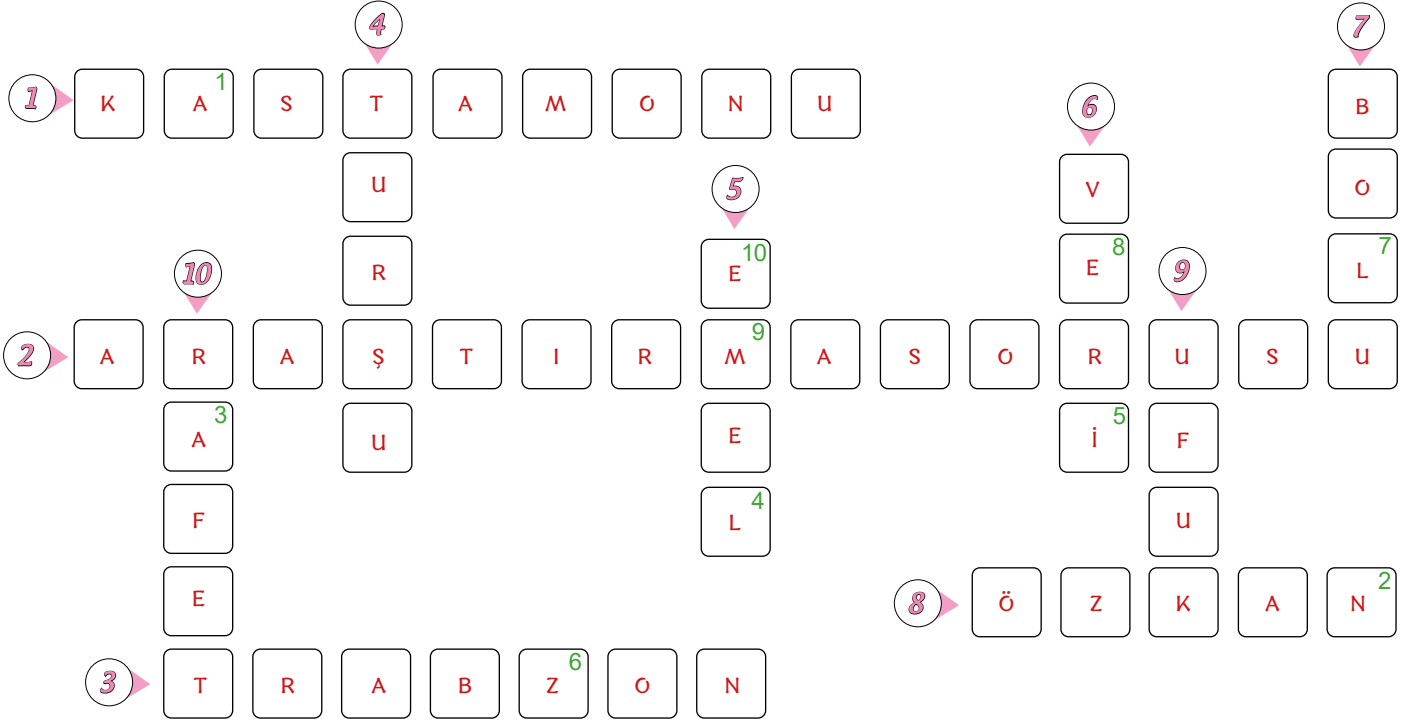 4 7
1 K A 1 S T A M O N U B
6
U 5 V O
10 R E 10 E 8 9 L 7
2 A R A Ş T I R M 9 A S O R U S U
A 3 U E İ 5 F
F L 4 U
E 8 Ö Z K A N 2
3 T R A B Z 6 O N